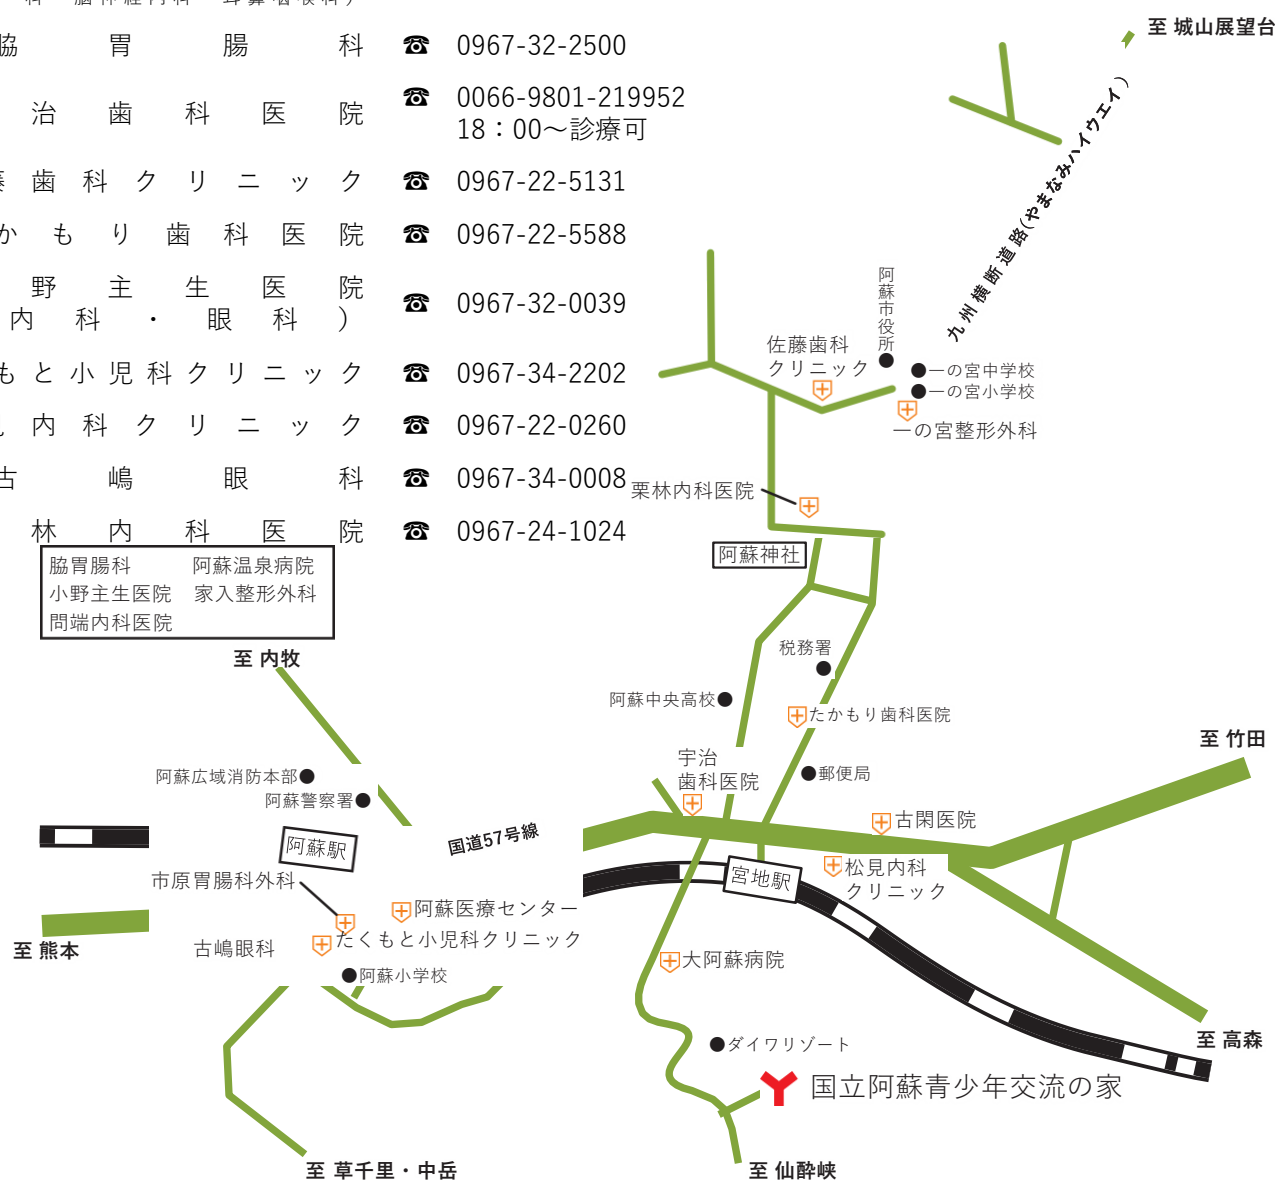 脇胃腸科 ☎ 0967-32-2500
治歯科医院 ☎ 0066-9801-219952
18：00～診療可
藤歯科クリニック ☎ 0967-22-5131
かもり歯科医院 ☎ 0967-22-5588
野主生医院
内科・眼科） ☎ 0967-32-0039
もと小児科クリニック ☎ 0967-34-2202
内科クリニック ☎ 0967-22-0260
古嶋眼科 ☎ 0967-34-0008
林内科医院 ☎ 0967-24-1024
脇胃腸科 阿蘇温泉病院
小野主生医院 家入整形外科
問端内科医院
至 城山展望台
九州横断道路(やまなみハイウエイ)
阿蘇市役所
佐藤歯科
クリニック
一の宮中学校
一の宮小学校
一の宮整形外科
栗林内科医院
阿蘇神社
税務署
阿蘇中央高校
たかもり歯科医院
宇治
歯科医院
郵便局
至 竹田
古閑医院
至 内牧
阿蘇広域消防本部
阿蘇警察署
阿蘇駅
国道57号線
宮地駅
松見内科
クリニック
市原胃腸科外科
阿蘇医療センター
たくもと小児科クリニック
古嶋眼科
阿蘇小学校
至 熊本
大阿蘇病院
ダイワリゾート
至 高森
国立阿蘇青少年交流の家
至 草千里・中岳
至 仙酔峡